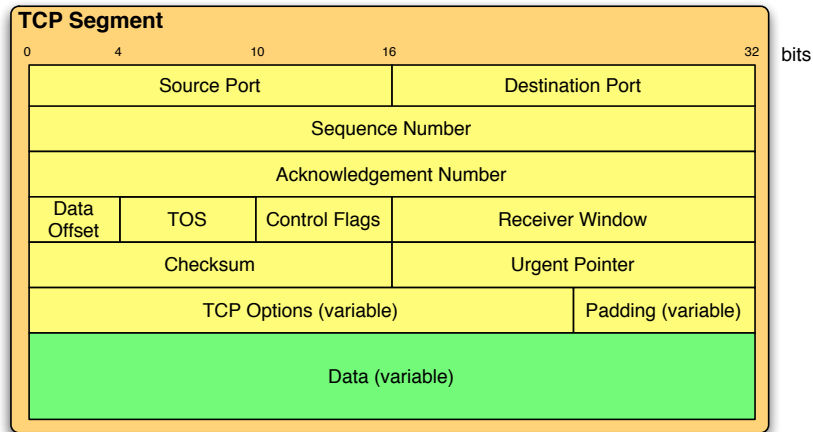 TCP Segment
0 4 10 16 32 bits
Source Port Destination Port
Sequence Number
Acknowledgement Number
Data
Offset TOS Control Flags Receiver Window
Checksum Urgent Pointer
TCP Options (variable) Padding (variable)
Data (variable)